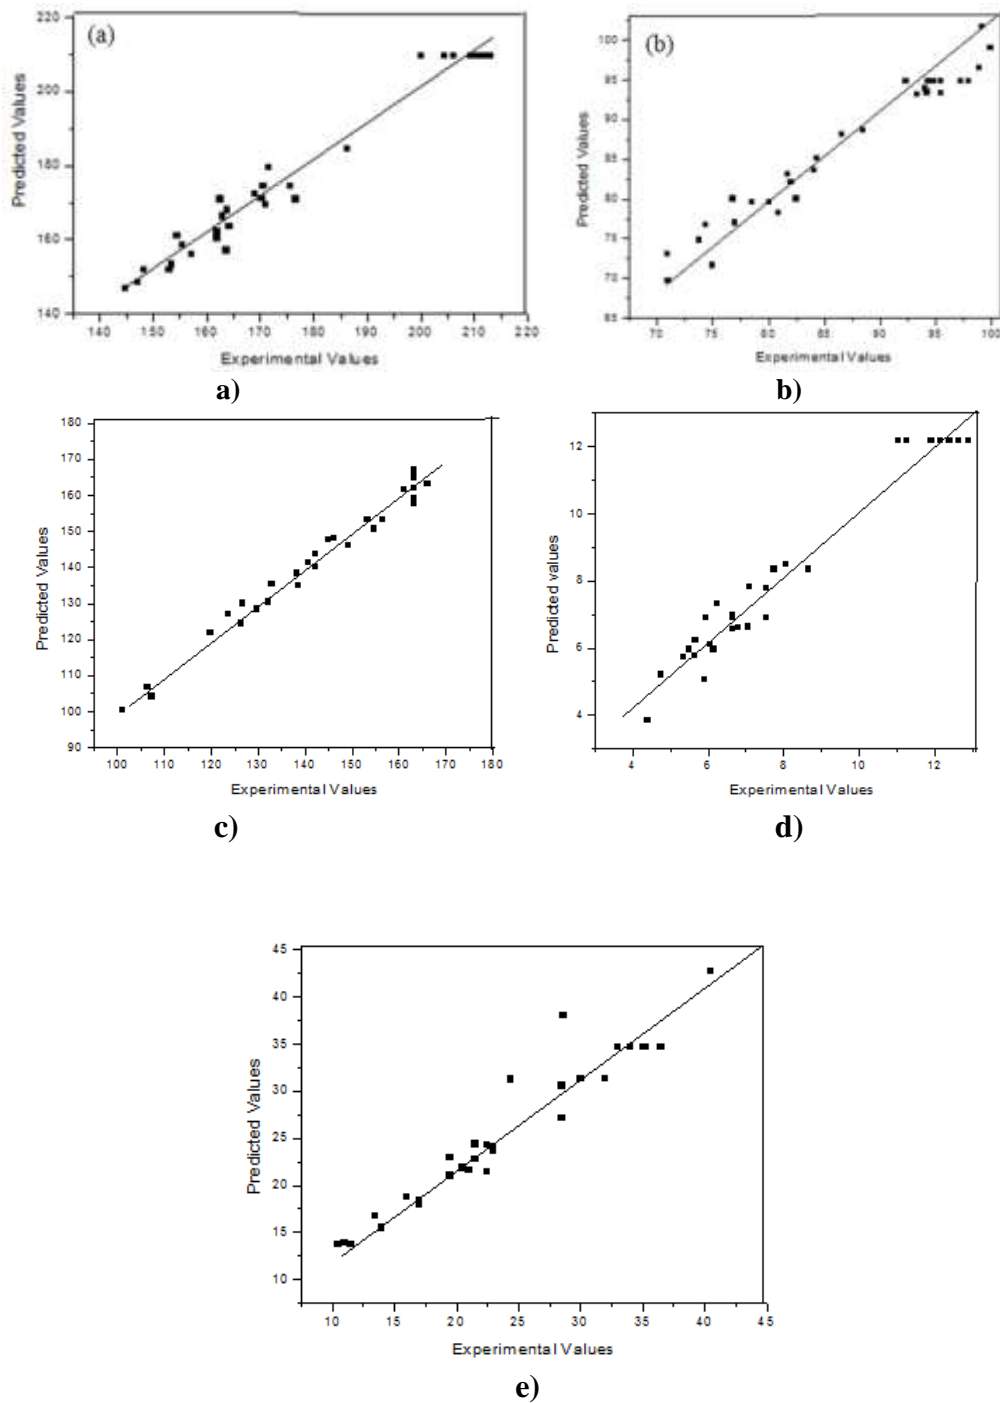 (a)
Predicted Values
220
200
180
160
140
140 150 160 170 180 190 200 210 220
Experimental Values
a)
(b)
Predicted Values
100
95
90
85
80
75
70
65
70 75 80 85 90 95 100
Experimental Values
b)
Predicted Values
180
170
160
150
140
130
120
110
100
90
100 110 120 130 140 150 160 170 180
Experimental Values
c)
Predicted values
12
10
8
6
4
4 6 8 10 12
Experimental Values
d)
Predicted Values
45
40
35
30
25
20
15
10
10 15 20 25 30 35 40 45
Experimental Values
e)